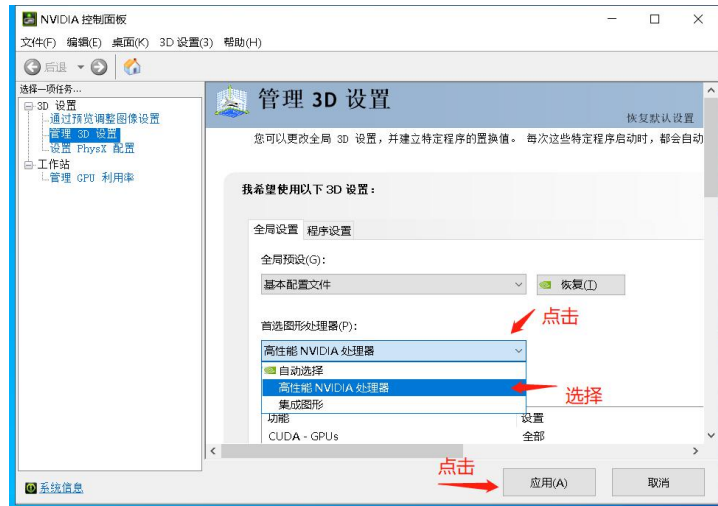 NVIDIA 控制面板
文件(F) 编辑(E) 桌面(K) 3D 设置(3) 帮助(H)
后退
选择一项任务...
3D 设置
通过预览调整图像设置
管理 3D 设置
设置 PhysX 配置
工作站
管理 GPU 利用率
管理 3D 设置
恢复默认设置
您可以更改全局 3D 设置，并建立特定程序的置换值。 每次这些特定程序启动时，都会自动
我希望使用以下 3D 设置：
全局设置 程序设置
全局预设(G):
基本配置文件 恢复(T)
首选图形处理器(P): 点击
高性能 NVIDIA 处理器
自动选择
高性能 NVIDIA 处理器 选择
集成图形
功能 设置
CUDA - GPUs 全部
点击
系统信息 应用(A) 取消